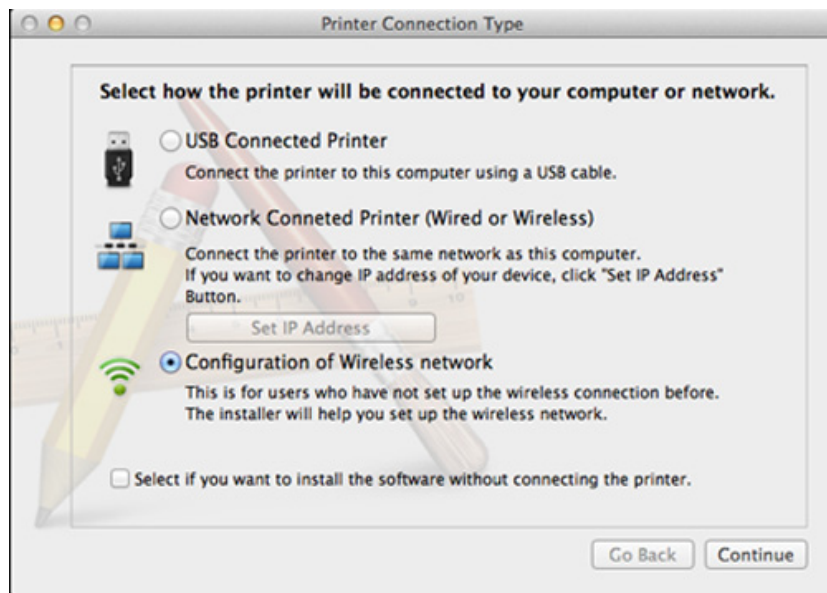 Printer Connection Type
Select how the printer will be connected to your computer or network.
USB Connected Printer
Connect the printer to this computer using a USB cable.
Network Conneted Printer (Wired or Wireless)
Connect the printer to the same network as this computer.
If you want to change IP address of your device, click "Set IP Address"
Button.
Set IP Address
Configuration of Wireless network
This is for users who have not set up the wireless connection before.
The installer will help you set up the wireless network.
Select if you want to install the software without connecting the printer.
Go Back
Continue